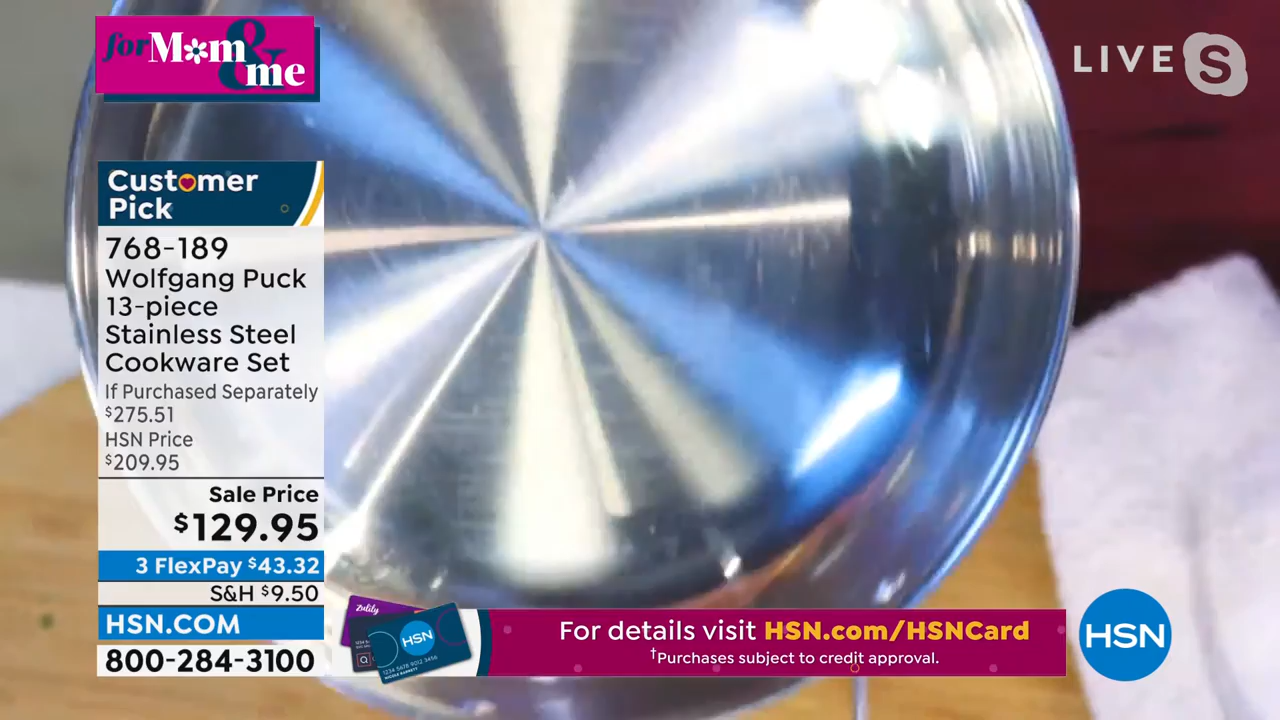 for Mom & me
LIVE S
Customer
Pick
768-189
Wolfgang Puck
13-piece
Stainless Steel
Cookware Set
If Purchased Separately
$275.51
HSN Price
$209.95
Sale Price
$129.95
3 FlexPay $43.32
S&H $9.50
HSN.COM
800-284-3100
Zulily
HSN
For details visit HSN.com/HSNCard
†Purchases subject to credit approval.
HSN